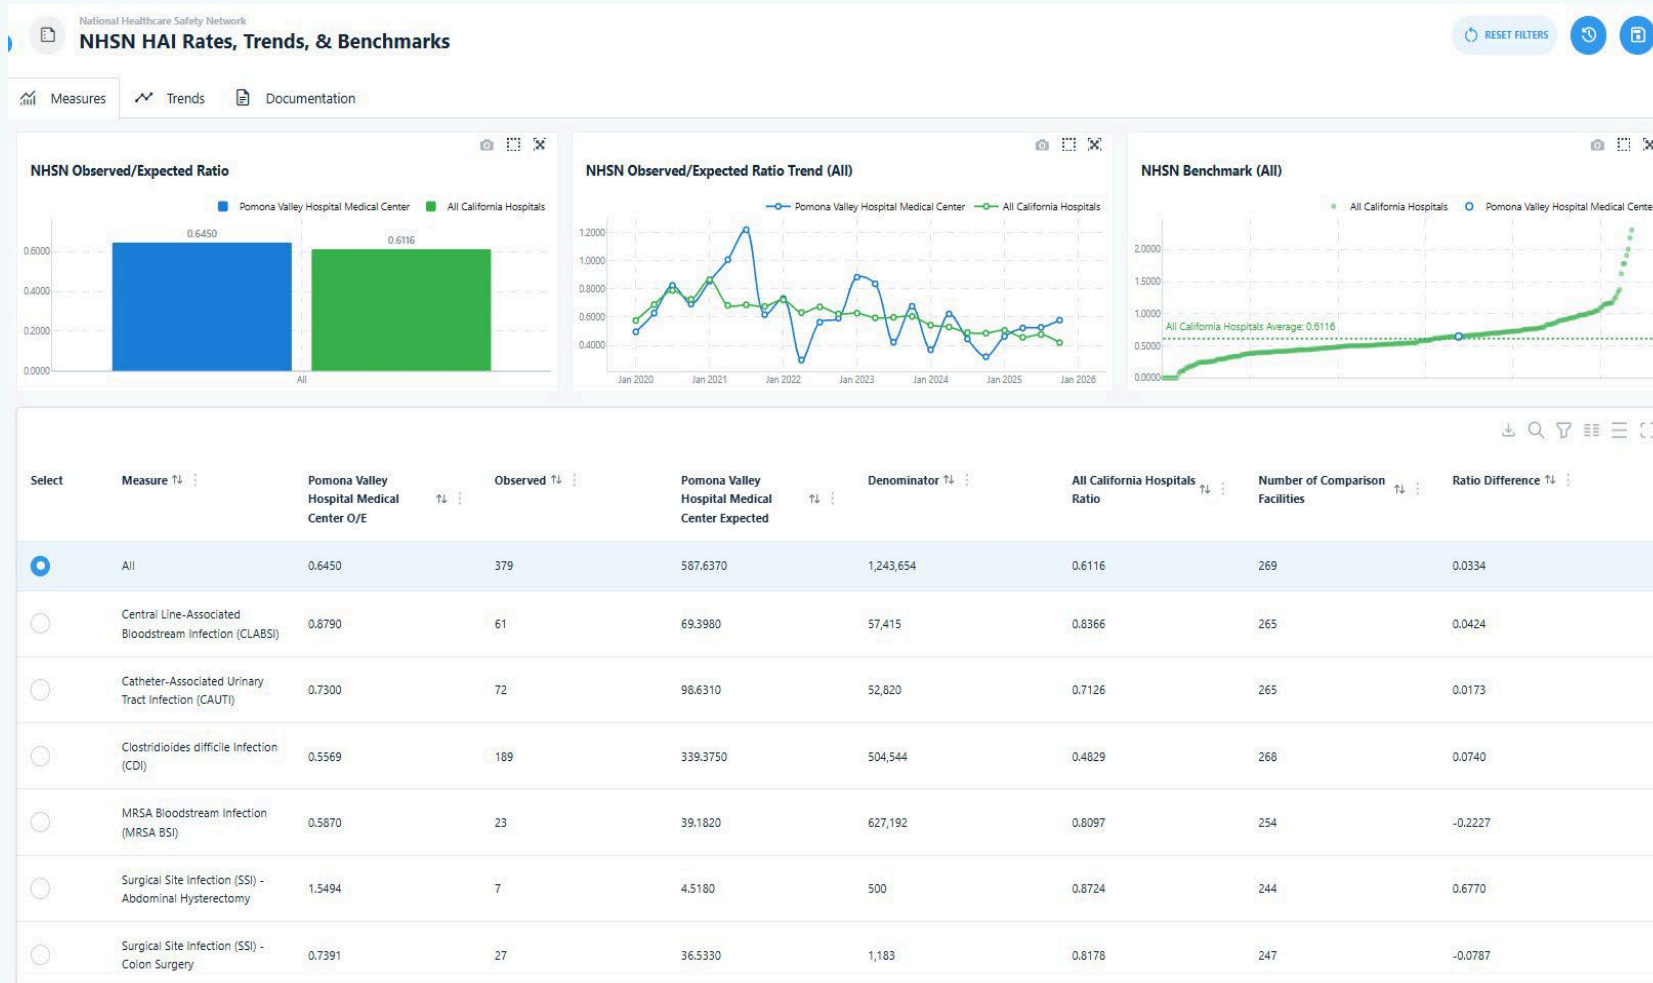 National Healthcare Safety Network
NHSN HAI Rates, Trends, & Benchmarks
RESET FILTERS
Measures
Trends
Documentation
NHSN Observed/Expected Ratio
Pomona Valley Hospital Medical Center
All California Hospitals
0.6450
0.6116
0.6000
0.4000
0.2000
0.0000
All
NHSN Observed/Expected Ratio Trend (All)
Pomona Valley Hospital Medical Center
All California Hospitals
1.2000
1.0000
0.8000
0.6000
0.4000
Jan 2020 Jan 2021 Jan 2022 Jan 2023 Jan 2024 Jan 2025 Jan 2026
NHSN Benchmark (All)
All California Hospitals
Pomona Valley Hospital Medical Cente
2.0000
1.5000
1.0000
All California Hospitals Average: 0.6116
0.5000
0.0000
Select
Measure
Pomona Valley
Hospital Medical
Center O/E
Observed
Pomona Valley
Hospital Medical
Center Expected
Denominator
All California Hospitals
Ratio
Number of Comparison
Facilities
Ratio Difference
All 0.6450 379 587.6370 1,243,654 0.6116 269 0.0334
Central Line-Associated
Bloodstream Infection (CLABSI)
0.8790 61 69.3980 57,415 0.8366 265 0.0424
Catheter-Associated Urinary
Tract Infection (CAUTI)
0.7300 72 98.6310 52,820 0.7126 265 0.0173
Clostridioides difficile Infection
(CDI)
0.5569 189 339.3750 504,544 0.4829 268 0.0740
MRSA Bloodstream Infection
(MRSA BSI)
0.5870 23 39.1820 627,192 0.8097 254 -0.2227
Surgical Site Infection (SSI) -
Abdominal Hysterectomy
1.5494 7 4.5180 500 0.8724 244 0.6770
Surgical Site Infection (SSI) -
Colon Surgery
0.7391 27 36.5330 1,183 0.8178 247 -0.0787